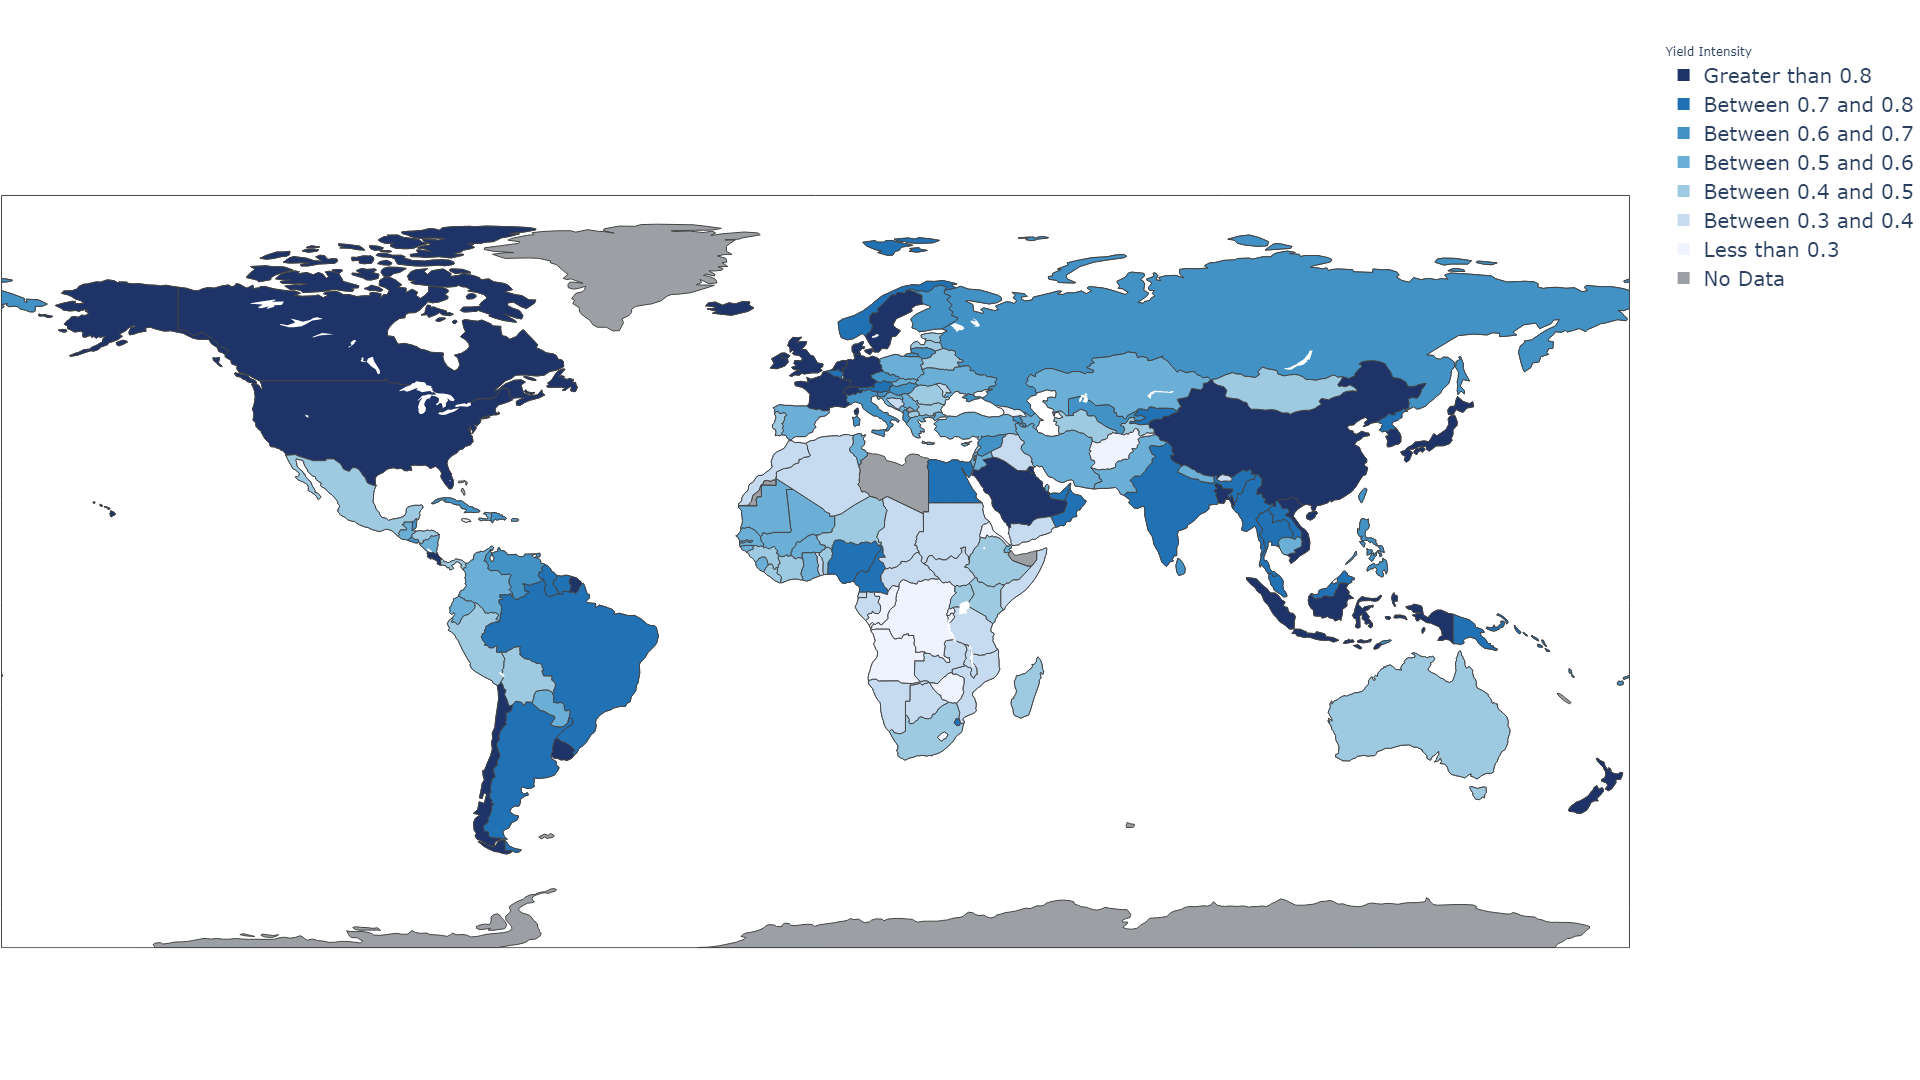 Yield Intensity
Greater than 0.8
Between 0.7 and 0.8
Between 0.6 and 0.7
Between 0.5 and 0.6
Between 0.4 and 0.5
Between 0.3 and 0.4
Less than 0.3
No Data